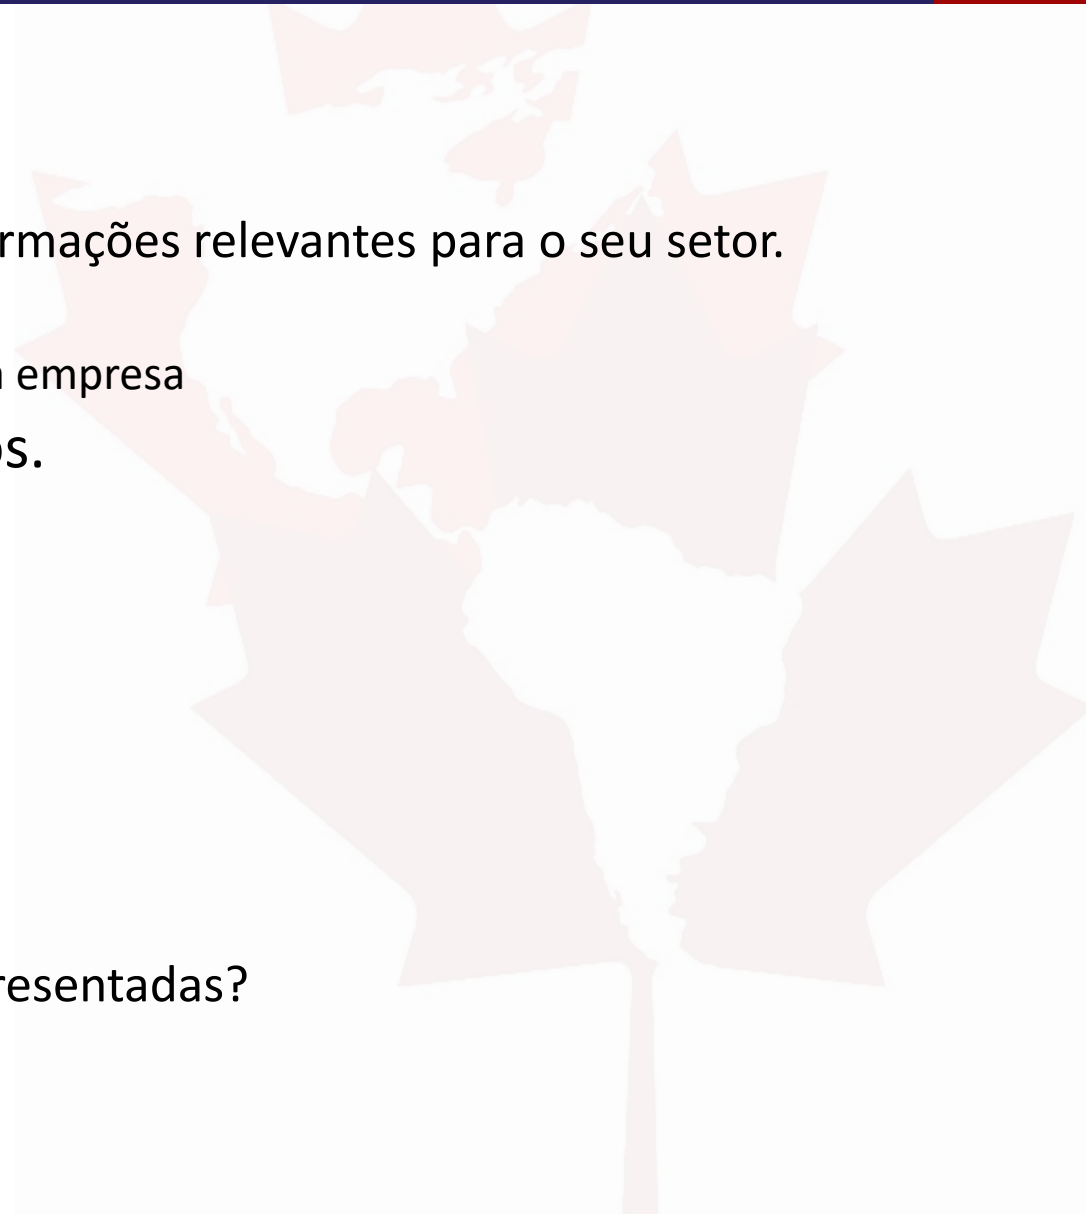 rmações relevantes para o seu setor.
empresa
os.
resentadas?